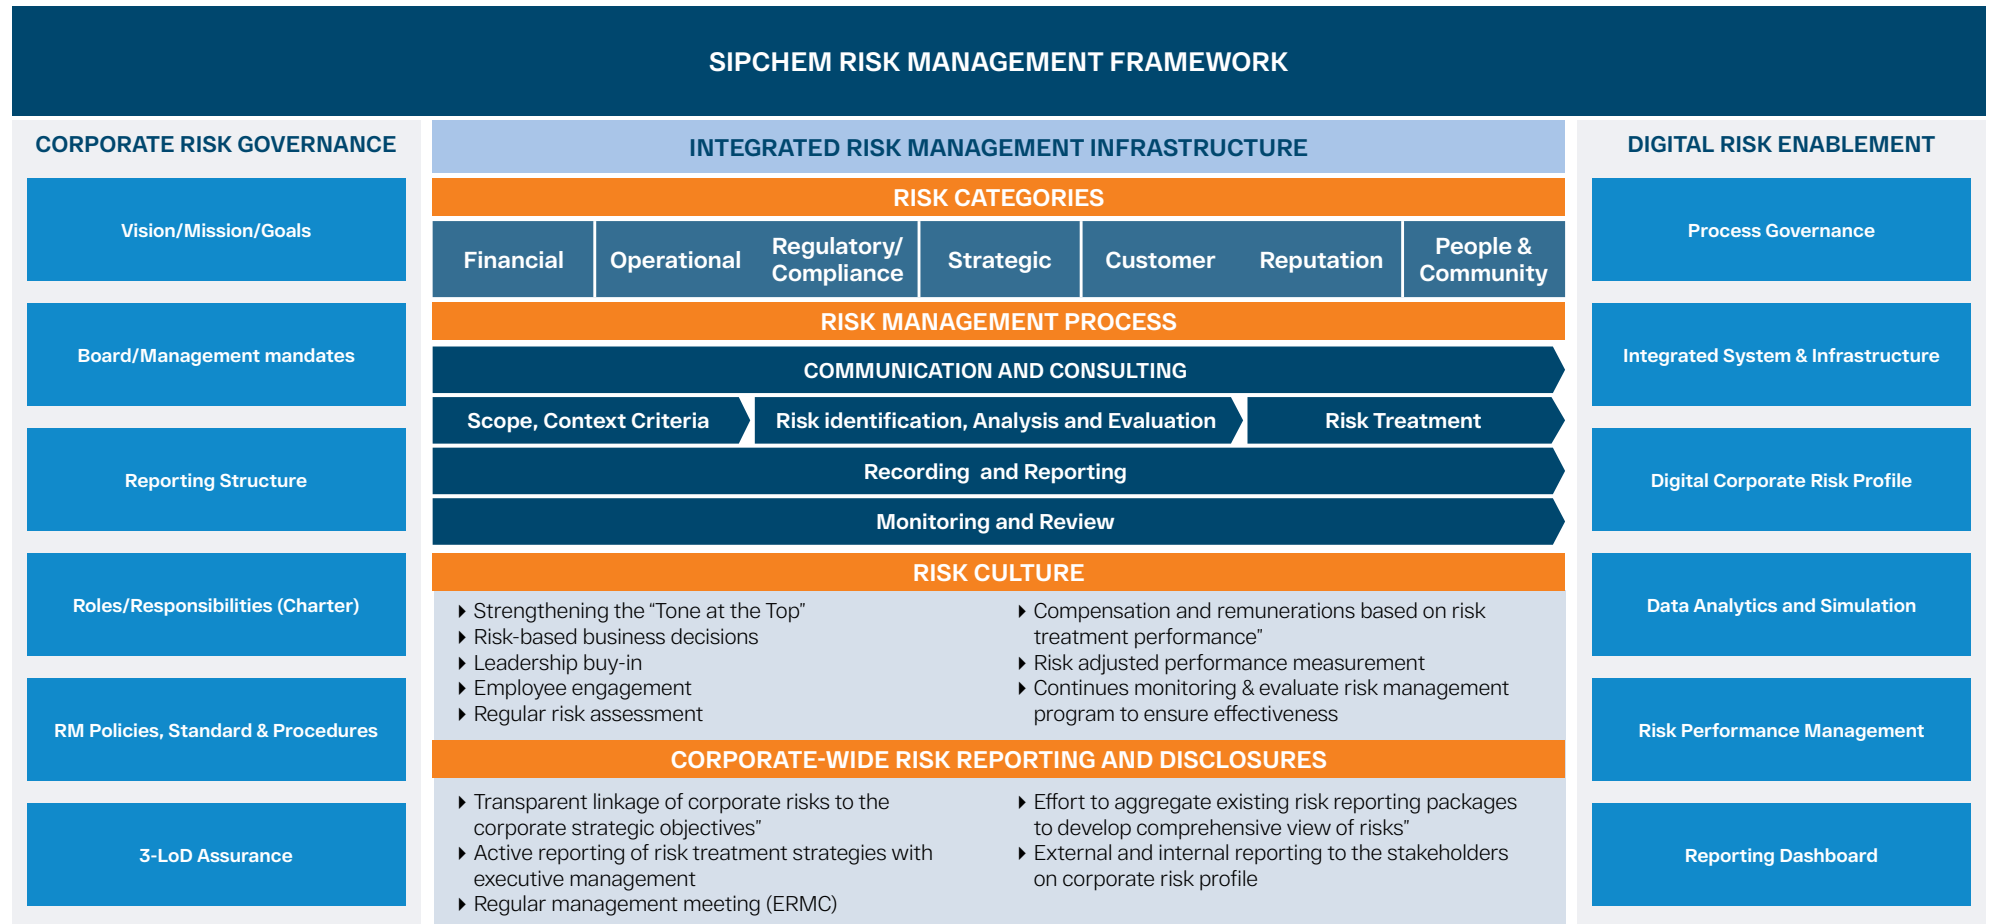 SIPCHEM RISK MANAGEMENT FRAMEWORK
CORPORATE RISK GOVERNANCE
Vision/Mission/Goals
Board/Management mandates
Reporting Structure
Roles/Responsibilities (Charter)
RM Policies, Standard & Procedures
3-LoD Assurance
INTEGRATED RISK MANAGEMENT INFRASTRUCTURE
RISK CATEGORIES
Financial
Operational
Regulatory/
Compliance
Strategic
Customer
Reputation
People &
Community
RISK MANAGEMENT PROCESS
COMMUNICATION AND CONSULTING
Scope, Context Criteria
Risk identification, Analysis and Evaluation
Risk Treatment
Recording and Reporting
Monitoring and Review
RISK CULTURE
Strengthening the “Tone at the Top”
Risk-based business decisions
Leadership buy-in
Employee engagement
Regular risk assessment
Compensation and remunerations based on risk
treatment performance”
Risk adjusted performance measurement
Continues monitoring & evaluate risk management
program to ensure effectiveness
CORPORATE-WIDE RISK REPORTING AND DISCLOSURES
Transparent linkage of corporate risks to the
corporate strategic objectives”
Active reporting of risk treatment strategies with
executive management
Regular management meeting (ERMC)
Effort to aggregate existing risk reporting packages
to develop comprehensive view of risks”
External and internal reporting to the stakeholders
on corporate risk profile
DIGITAL RISK ENABLEMENT
Process Governance
Integrated System & Infrastructure
Digital Corporate Risk Profile
Data Analytics and Simulation
Risk Performance Management
Reporting Dashboard